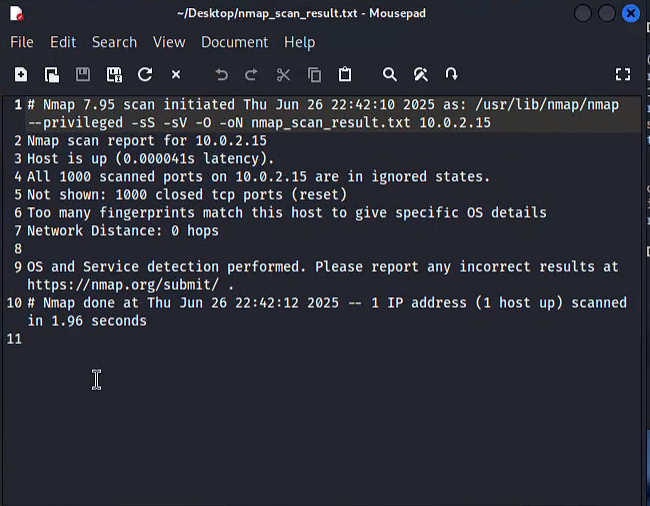 ~/Desktop/nmap_scan_result.txt - Mousepad
File Edit Search View Document Help
1 # Nmap 7.95 scan initiated Thu Jun 26 22:42:10 2025 as: /usr/lib/nmap/nmap
--privileged -sS -sV -O -oN nmap_scan_result.txt 10.0.2.15
2 Nmap scan report for 10.0.2.15
3 Host is up (0.000041s latency).
4 All 1000 scanned ports on 10.0.2.15 are in ignored states.
5 Not shown: 1000 closed tcp ports (reset)
6 Too many fingerprints match this host to give specific OS details
7 Network Distance: 0 hops
8
9 OS and Service detection performed. Please report any incorrect results at
https://nmap.org/submit/ .
10 # Nmap done at Thu Jun 26 22:42:12 2025 -- 1 IP address (1 host up) scanned
in 1.96 seconds
11